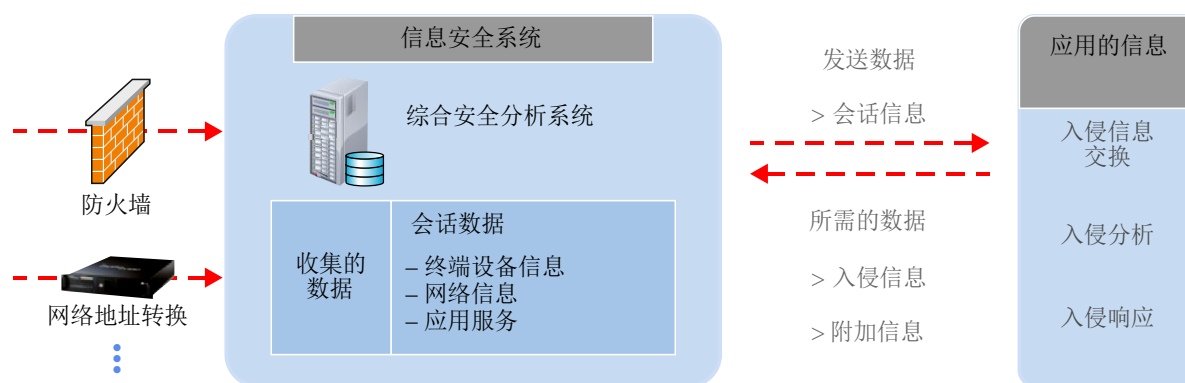 信息安全系统
综合安全分析系统
防火墙
网络地址转换
收集的
数据
会话数据
– 终端设备信息
– 网络信息
– 应用服务
发送数据
> 会话信息
所需的数据
> 入侵信息
>附加信息
应用的信息
入侵信息
交换
入侵分析
入侵响应